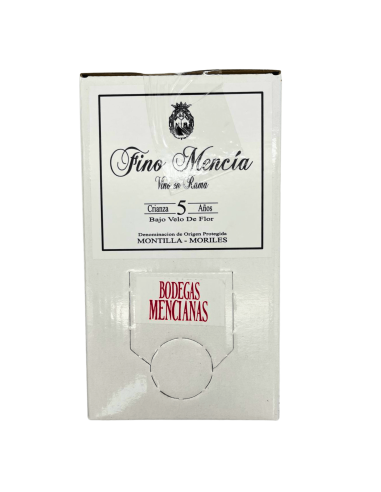 Fino Mencía
Vino en Rama
Crianza 5 Años
Bajo Velo De Flor
Denominacion de Origen Protegida
MONTILLA - MORILES
BODEGAS
MENCIANAS